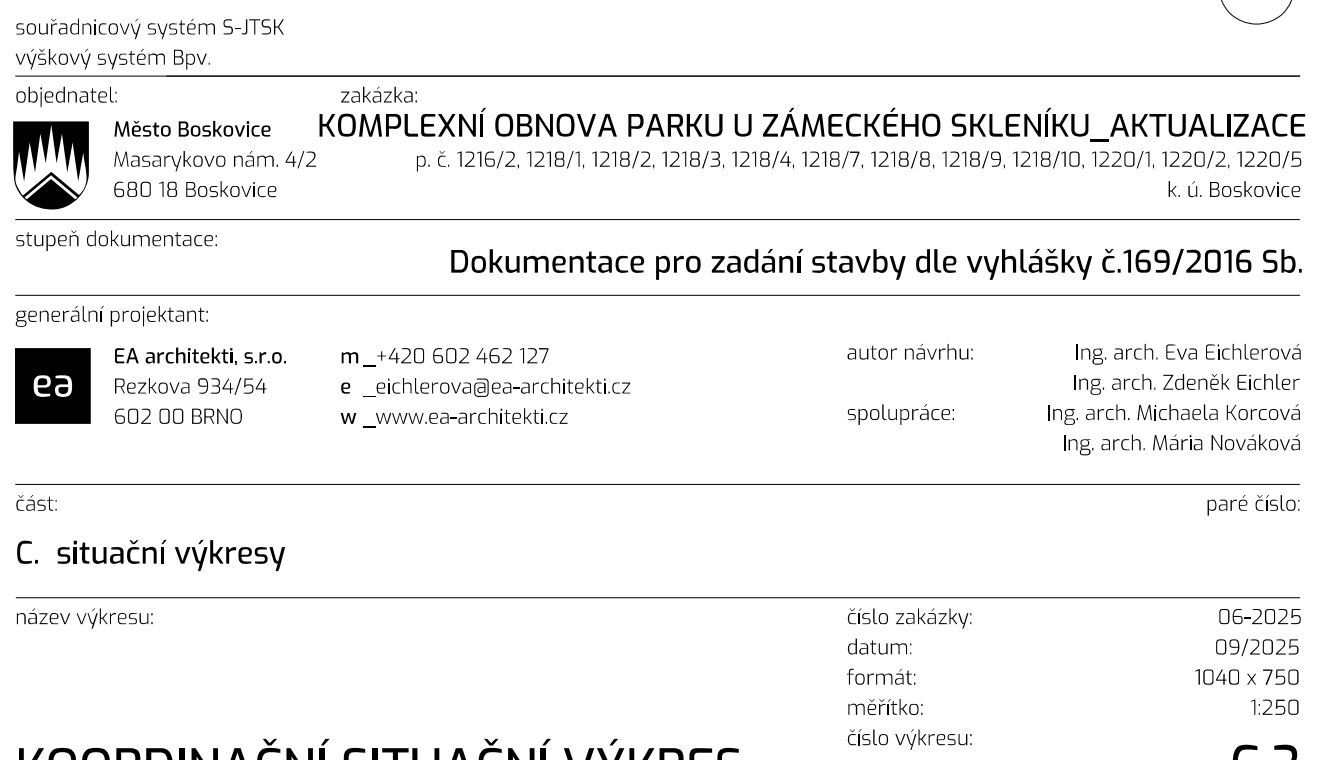 souřadnicový systém S-JTSK
výškový systém Bpv.
objednatel: zakázka:
Město Boskovice KOMPLEXNÍ OBNOVA PARKU U ZÁMECKÉHO SKLENÍKU_AKTUALIZACE
Masarykovo nám. 4/2 p. č. 1216/2, 1218/1, 1218/2, 1218/3, 1218/4, 1218/7, 1218/8, 1218/9, 1218/10, 1220/1, 1220/2, 1220/5
680 18 Boskovice k. ú. Boskovice
stupeň dokumentace:
Dokumentace pro zadání stavby dle vyhlášky č.169/2016 Sb.
generální projektant:
EA architekti, s.r.o. m _+420 602 462 127 autor návrhu: Ing. arch. Eva Eichlerová
ea Rezkova 934/54 e _eichlerova@ea-architekti.cz Ing. arch. Zdeněk Eichler
602 00 BRNO w _www.ea-architekti.cz spolupráce: Ing. arch. Michaela Korcová
Ing. arch. Mária Nováková
část: paré číslo:
C. situační výkresy
název výkresu: číslo zakázky: 06-2025
datum: 09/2025
formát: 1040 x 750
měřítko: 1:250
číslo výkresu:
KOORDINAČNÍ SITUAČNÍ VÝKRES